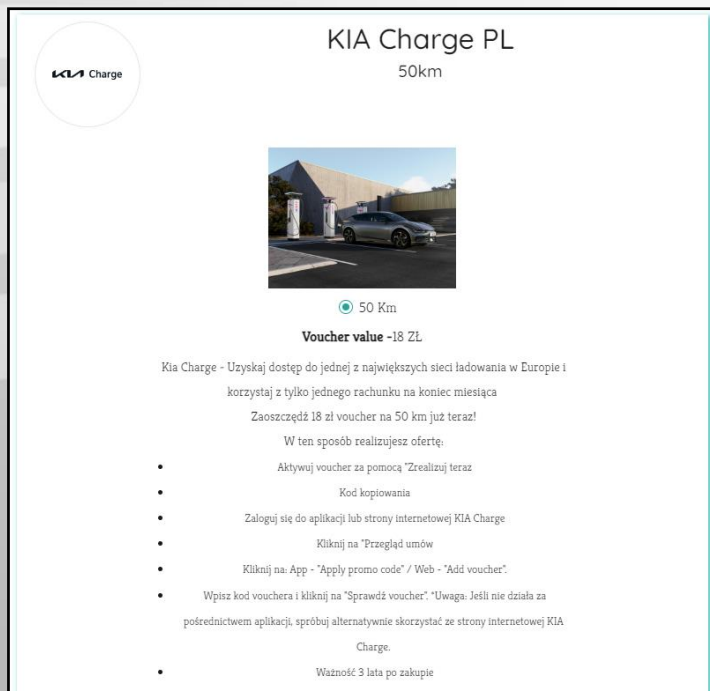 KIA Charge PL
50km
KIA Charge
50 Km
Voucher value -18 ZŁ
Kia Charge - Uzyskaj dostęp do jednej z największych sieci ładowania w Europie i
korzystaj z tylko jednego rachunku na koniec miesiąca
Zaoszczędź 18 zł voucher na 50 km już teraz!
W ten sposób realizujesz ofertę:
Aktywuj voucher za pomocą "Zrealizuj teraz
Kod kopiowania
Zaloguj się do aplikacji lub strony internetowej KIA Charge
Kliknij na "Przegląd umów
Kliknij na: App - "Apply promo code" / Web - "Add voucher".
Wpisz kod vouchera i kliknij na "Sprawdź voucher". *Uwaga: Jeśli nie działa za
pośrednictwem aplikacji, spróbuj alternatywnie skorzystać ze strony internetowej KIA
Charge.
Ważność 3 lata po zakupie